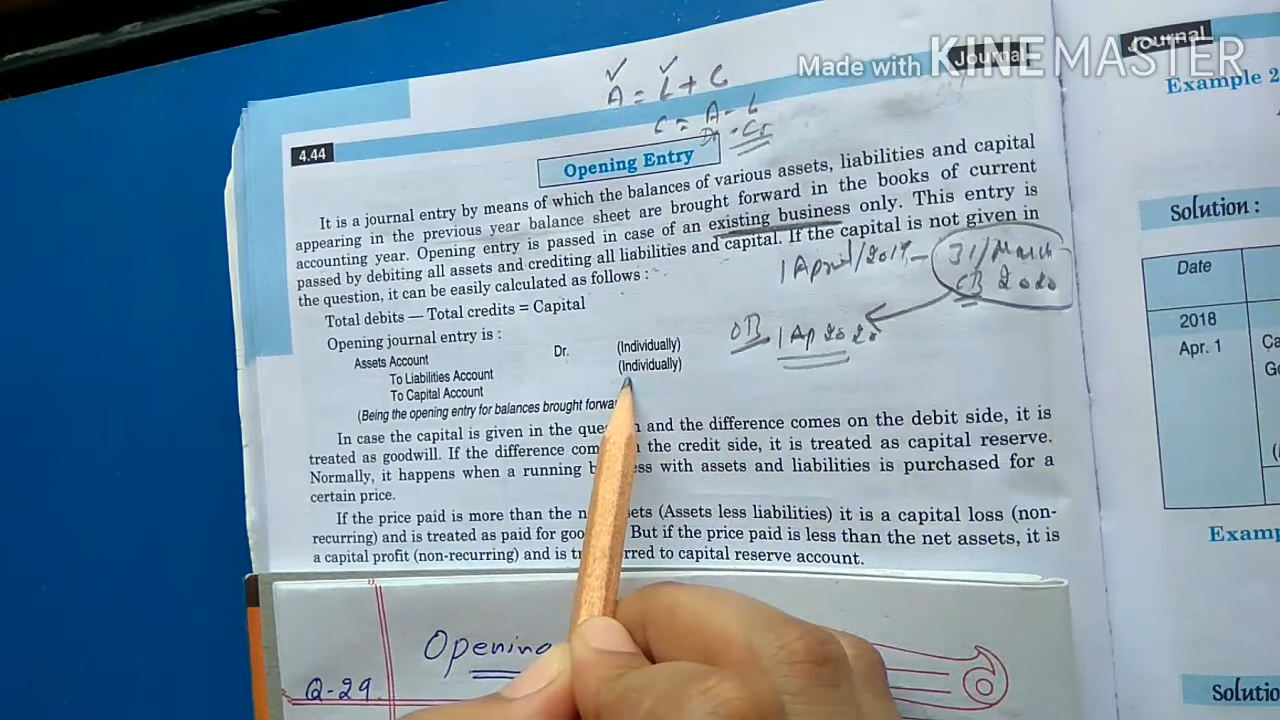 Made with KINEMASTER
Journal
Journal
Example 2
A = L + C
C = A - L
Dr - Cr
4.44
Opening Entry
It is a journal entry by means of which the balances of various assets, liabilities and capital
appearing in the previous year balance sheet are brought forward in the books of current
accounting year. Opening entry is passed in case of an existing business only. This entry is
passed by debiting all assets and crediting all liabilities and capital. If the capital is not given in
the question, it can be easily calculated as follows :
1 April/2019 - 31/March
CB 2020
Total debits — Total credits = Capital
OB 1 Ap 2020
Opening journal entry is :
Assets Account Dr. (Individually)
To Liabilities Account (Individually)
To Capital Account
(Being the opening entry for balances brought
In case the capital is given in the and the difference comes on the debit side, it is
treated as goodwill. If the difference the credit side, it is treated as capital reserve.
Normally, it happens when a running with assets and liabilities is purchased for a
certain price.
If the price paid is more than the (Assets less liabilities) it is a capital loss (non-
recurring) and is treated as paid for But if the price paid is less than the net assets, it is
a capital profit (non-recurring) and is to capital reserve account.
Opening
Q-29
Solution :
Date
2018
Apr. 1
Examp
Solutio